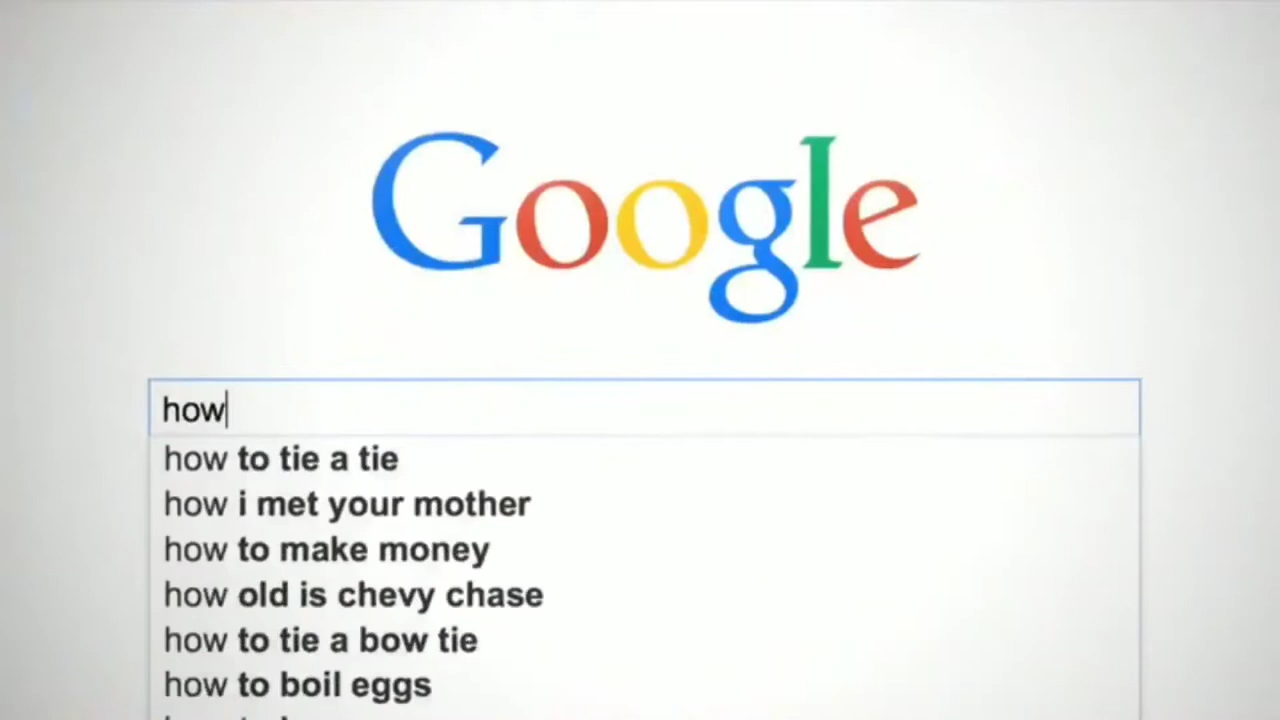 Google
how
how to tie a tie
how i met your mother
how to make money
how old is chevy chase
how to tie a bow tie
how to boil eggs
how